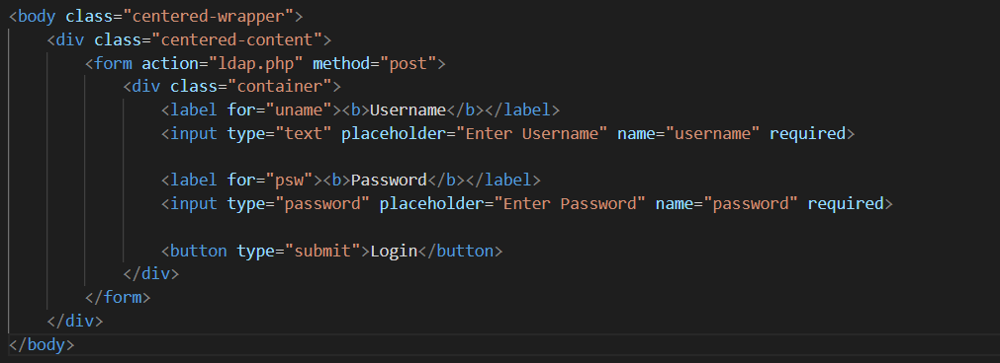 <body class="centered-wrapper">
<div class="centered-content">
<form action="ldap.php" method="post">
<div class="container">
<label for="uname"><b>Username</b></label>
<input type="text" placeholder="Enter Username" name="username" required>
<label for="psw"><b>Password</b></label>
<input type="password" placeholder="Enter Password" name="password" required>
<button type="submit">Login</button>
</div>
</form>
</div>
</body>